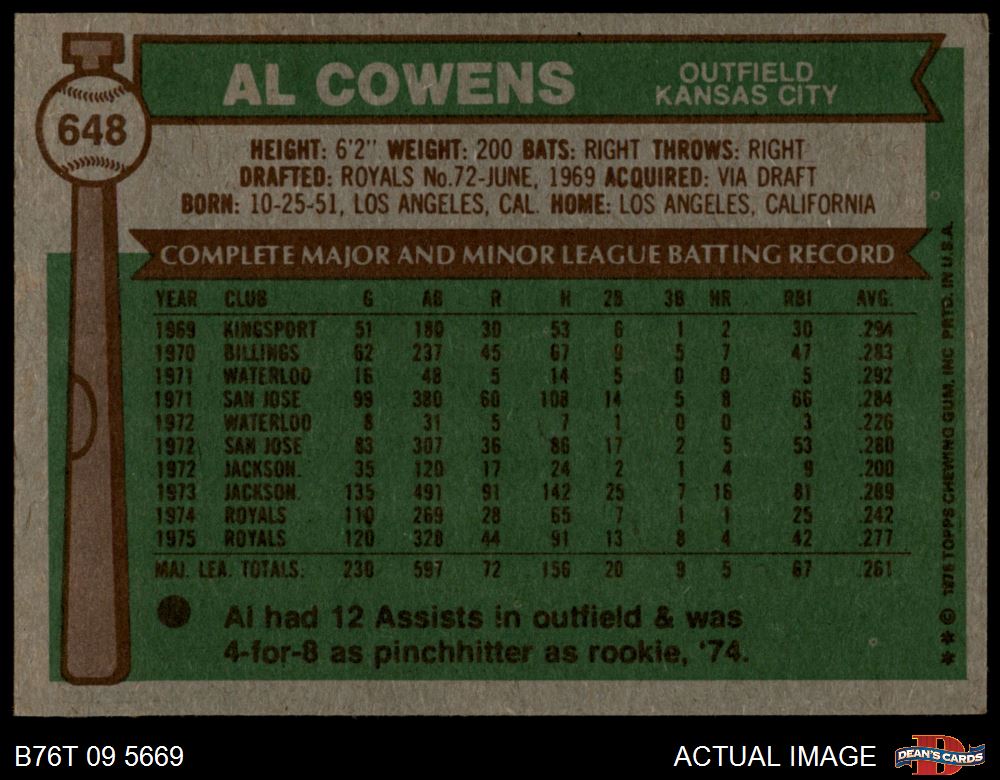 648
AL COWENS
OUTFIELD
KANSAS CITY
HEIGHT: 6'2" WEIGHT: 200 BATS: RIGHT THROWS: RIGHT
DRAFTED: ROYALS No.72-JUNE, 1969 ACQUIRED: VIA DRAFT
BORN: 10-25-51, LOS ANGELES, CAL. HOME: LOS ANGELES, CALIFORNIA
COMPLETE MAJOR AND MINOR LEAGUE BATTING RECORD
YEAR CLUB G AB R H 2B 3B HR RBI AVG.
1969 KINGSPORT 51 180 30 53 6 1 2 30 .294
1970 BILLINGS 62 237 45 67 9 5 7 47 .283
1971 WATERLOO 16 48 5 14 5 0 0 5 .292
1971 SAN JOSE 99 380 60 108 14 5 8 66 .284
1972 WATERLOO 8 31 5 7 1 0 0 3 .226
1972 SAN JOSE 83 307 36 86 17 2 5 53 .280
1972 JACKSON. 35 120 17 24 2 1 4 9 .200
1973 JACKSON. 135 491 91 142 25 7 16 81 .289
1974 ROYALS 110 269 28 65 7 1 1 25 .242
1975 ROYALS 120 328 44 91 13 8 4 42 .277
MAJ. LEA. TOTALS. 230 597 72 156 20 9 5 67 .261
Al had 12 Assists in outfield & was
4-for-8 as pinchhitter as rookie, '74.
** © 1976 TOPPS CHEWING GUM, INC PRTD. IN U.S.A.
B76T 09 5669
ACTUAL IMAGE
DEAN'S CARDS